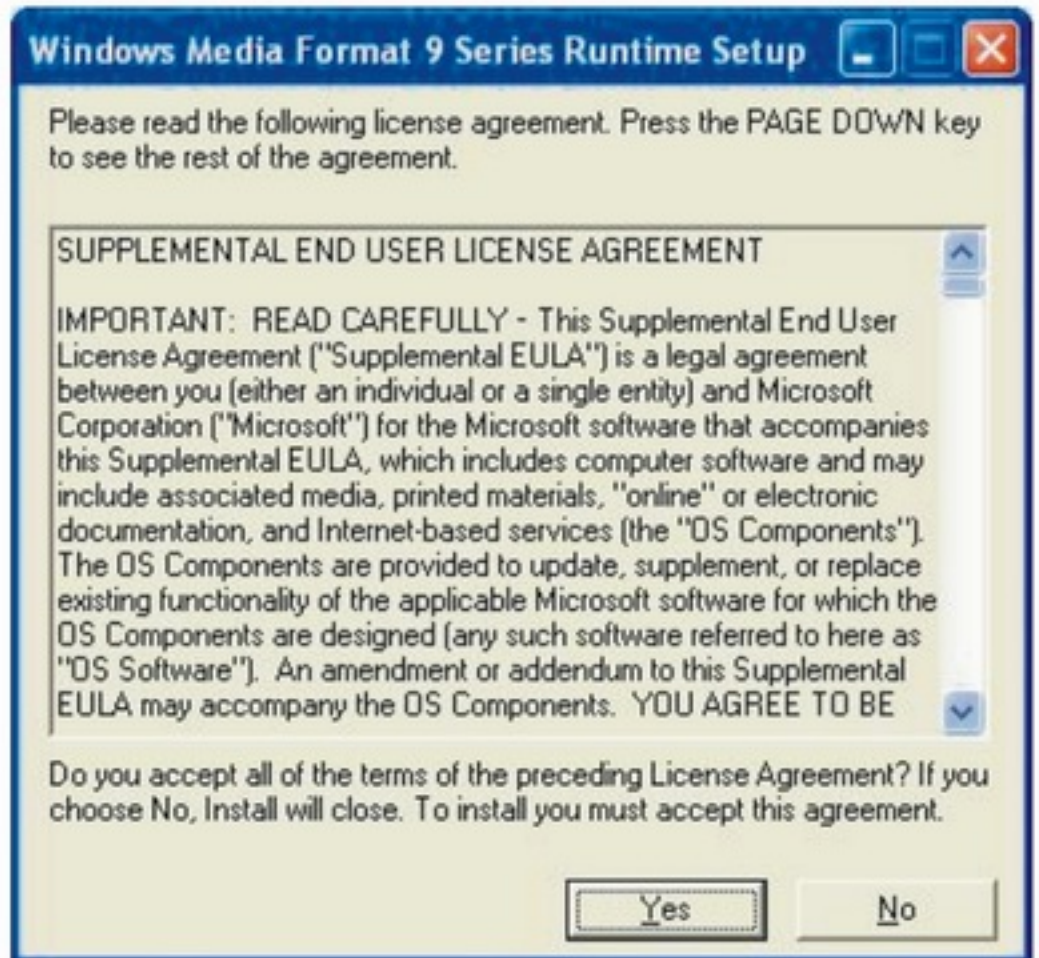 Windows Media Format 9 Series Runtime Setup
Please read the following license agreement. Press the PAGE DOWN key
to see the rest of the agreement.
SUPPLEMENTAL END USER LICENSE AGREEMENT
IMPORTANT:  READ CAREFULLY - This Supplemental End User
License Agreement ("Supplemental EULA") is a legal agreement
between you (either an individual or a single entity) and Microsoft
Corporation ("Microsoft") for the Microsoft software that accompanies
this Supplemental EULA, which includes computer software and may
include associated media, printed materials, "online" or electronic
documentation, and Internet-based services (the "OS Components").
The OS Components are provided to update, supplement, or replace
existing functionality of the applicable Microsoft software for which the
OS Components are designed (any such software referred to here as
"OS Software").  An amendment or addendum to this Supplemental
EULA may accompany the OS Components.  YOU AGREE TO BE
Do you accept all of the terms of the preceding License Agreement? If you
choose No, Install will close. To install you must accept this agreement.
Yes
No